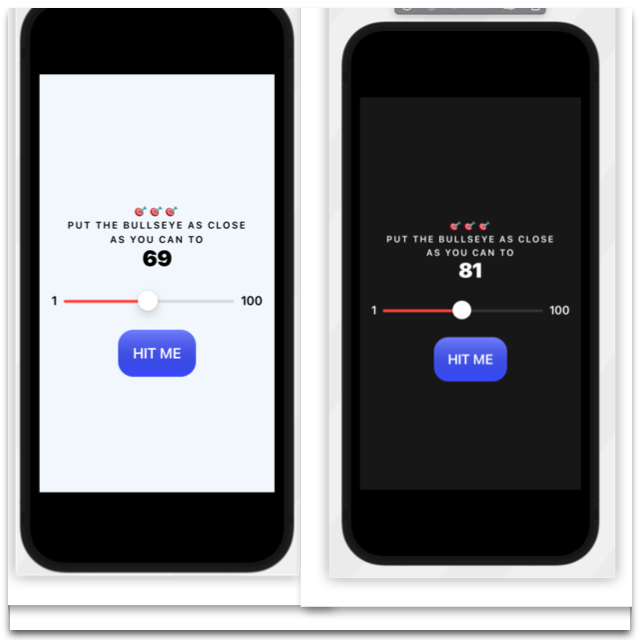 🎯🎯🎯
PUT THE BULLSEYE AS CLOSE
AS YOU CAN TO
69
1 100
HIT ME
🎯🎯🎯
PUT THE BULLSEYE AS CLOSE
AS YOU CAN TO
81
1 100
HIT ME